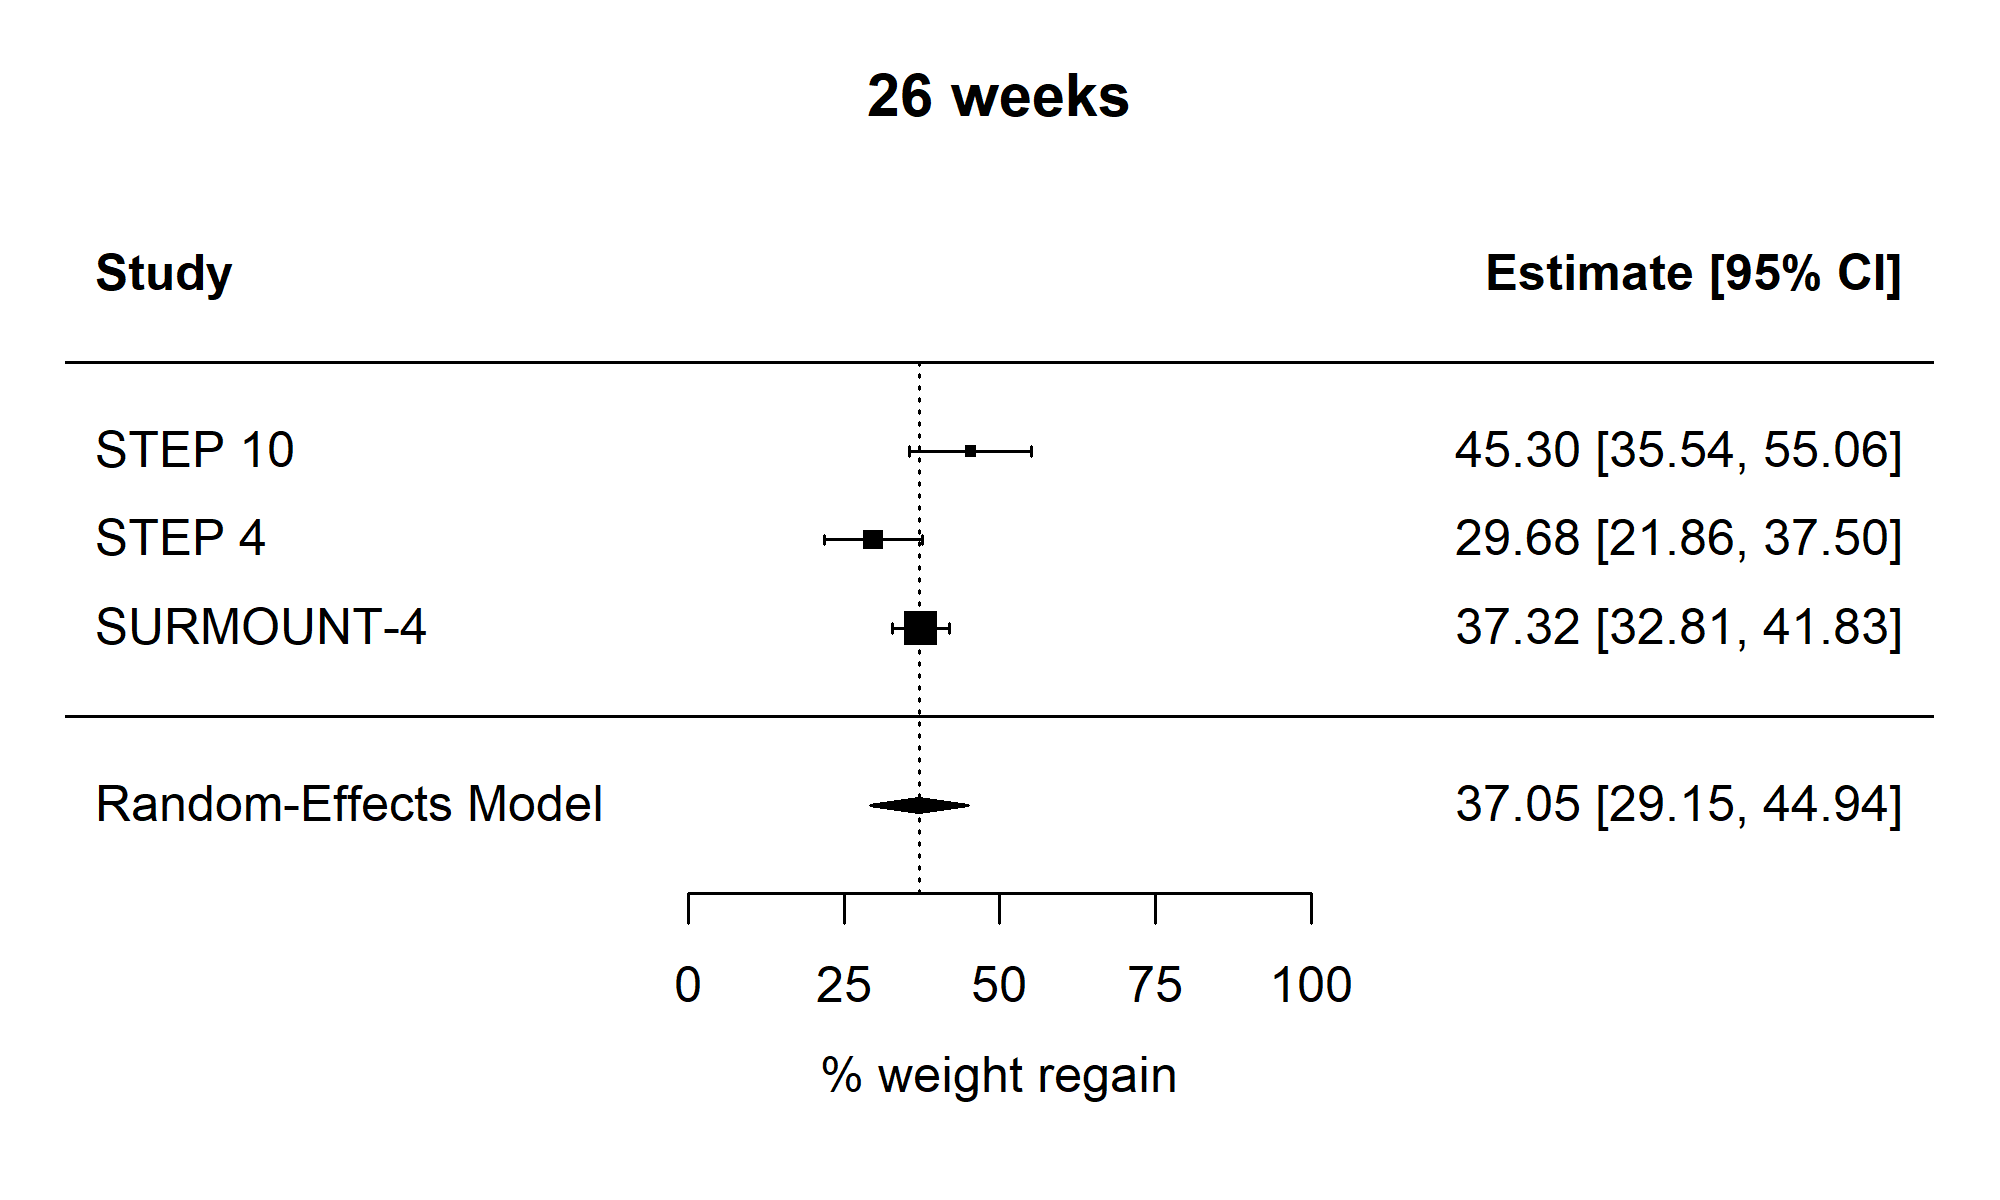 26 weeks
Study Estimate [95% CI]
STEP 10 45.30 [35.54, 55.06]
STEP 4 29.68 [21.86, 37.50]
SURMOUNT-4 37.32 [32.81, 41.83]
Random-Effects Model 37.05 [29.15, 44.94]
0 25 50 75 100
% weight regain